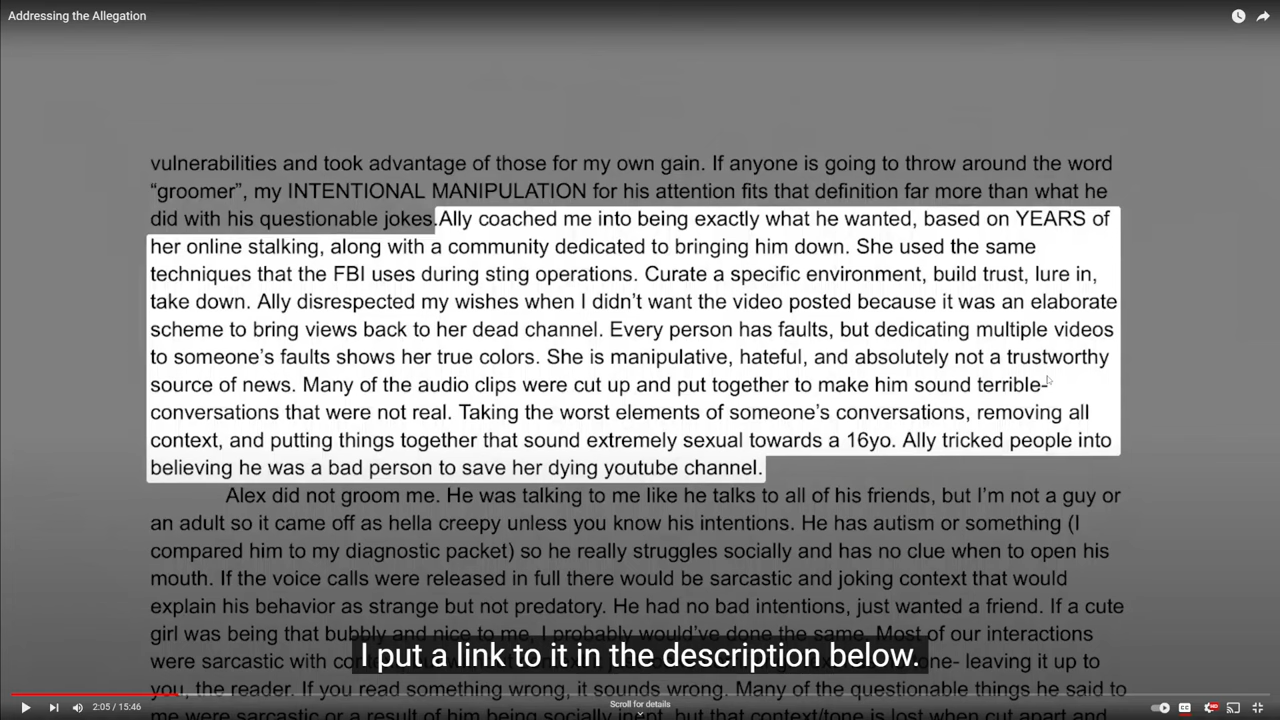 Addressing the Allegation
vulnerabilities and took advantage of those for my own gain. If anyone is going to throw around the word
“groomer”, my INTENTIONAL MANIPULATION for his attention fits that definition far more than what he
did with his questionable jokes.Ally coached me into being exactly what he wanted, based on YEARS of
her online stalking, along with a community dedicated to bringing him down. She used the same
techniques that the FBI uses during sting operations. Curate a specific environment, build trust, lure in,
take down. Ally disrespected my wishes when I didn’t want the video posted because it was an elaborate
scheme to bring views back to her dead channel. Every person has faults, but dedicating multiple videos
to someone’s faults shows her true colors. She is manipulative, hateful, and absolutely not a trustworthy
source of news. Many of the audio clips were cut up and put together to make him sound terrible-
conversations that were not real. Taking the worst elements of someone’s conversations, removing all
context, and putting things together that sound extremely sexual towards a 16yo. Ally tricked people into
believing he was a bad person to save her dying youtube channel.
Alex did not groom me. He was talking to me like he talks to all of his friends, but I’m not a guy or
an adult so it came off as hella creepy unless you know his intentions. He has autism or something (I
compared him to my diagnostic packet) so he really struggles socially and has no clue when to open his
mouth. If the voice calls were released in full there would be sarcastic and joking context that would
explain his behavior as strange but not predatory. He had no bad intentions, just wanted a friend. If a cute
girl was being that bubbly and nice to me, I probably would’ve done the same. Most of our interactions
were sarcastic with leaving it up to
I put a link to it in the description below.
you, the reader. If you read something wrong, it sounds wrong. Many of the questionable things he said to
me were sarcastic or a result of him being socially inept, but that context/tone is lost when cut apart and
2:05 / 15:46
Scroll for details
HD
CC